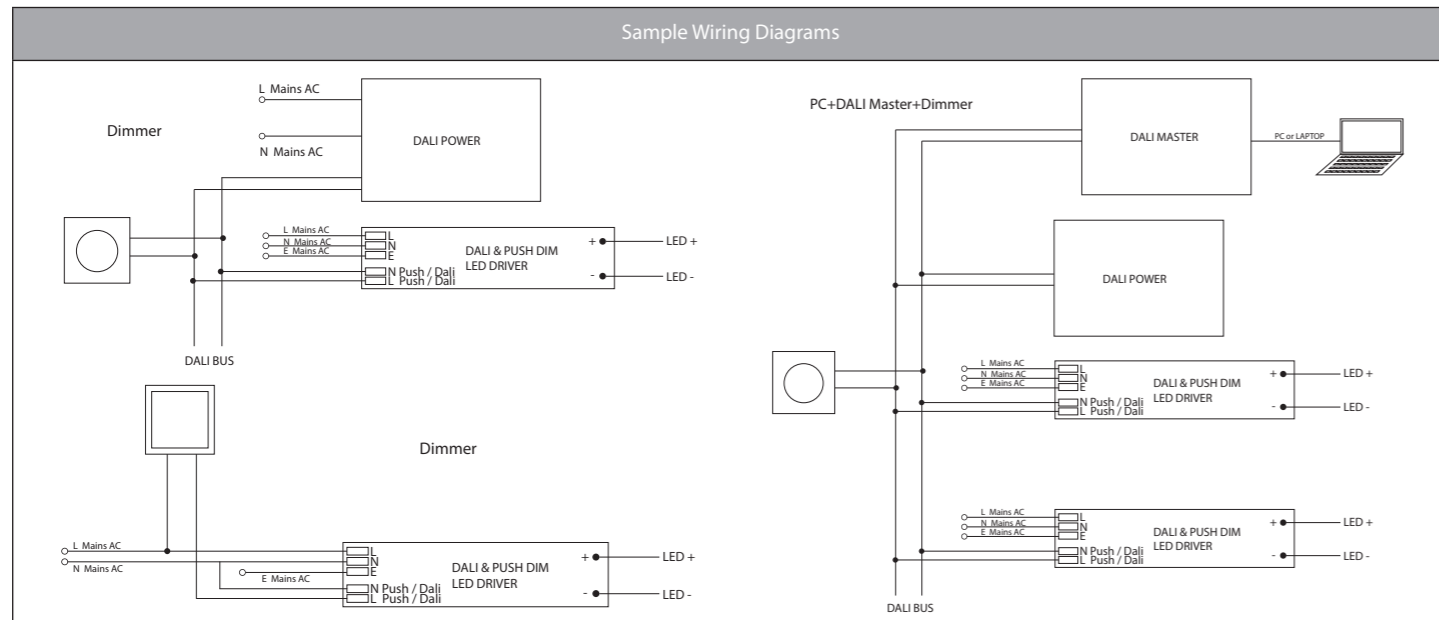 Sample Wiring Diagrams
L Mains AC
Dimmer
N Mains AC
DALI POWER
L Mains AC
N Mains AC
E Mains AC
L
N
E
N Push / Dali
L Push / Dali
DALI & PUSH DIM
LED DRIVER
+
LED +
-
LED -
DALI BUS
Dimmer
L Mains AC
N Mains AC
E Mains AC
L
N
E
N Push / Dali
L Push / Dali
DALI & PUSH DIM
LED DRIVER
+
LED +
-
LED -
PC+DALI Master+Dimmer
DALI MASTER
PC or LAPTOP
DALI POWER
L Mains AC
N Mains AC
E Mains AC
L
N
E
N Push / Dali
L Push / Dali
DALI & PUSH DIM
LED DRIVER
+
LED +
-
LED -
L Mains AC
N Mains AC
E Mains AC
L
N
E
N Push / Dali
L Push / Dali
DALI & PUSH DIM
LED DRIVER
+
LED +
-
LED -
DALI BUS